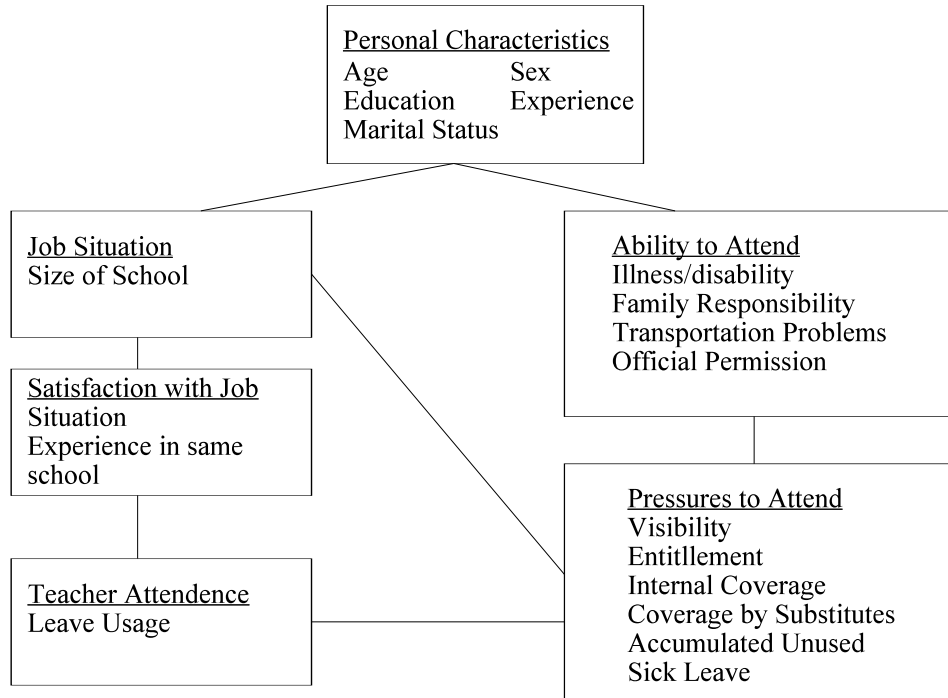 Personal Characteristics
Age Sex
Education Experience
Marital Status
Job Situation
Size of School
Ability to Attend
Illness/disability
Family Responsibility
Transportation Problems
Official Permission
Satisfaction with Job
Situation
Experience in same
school
Pressures to Attend
Visibility
Entitllement
Internal Coverage
Coverage by Substitutes
Accumulated Unused
Sick Leave
Teacher Attendence
Leave Usage